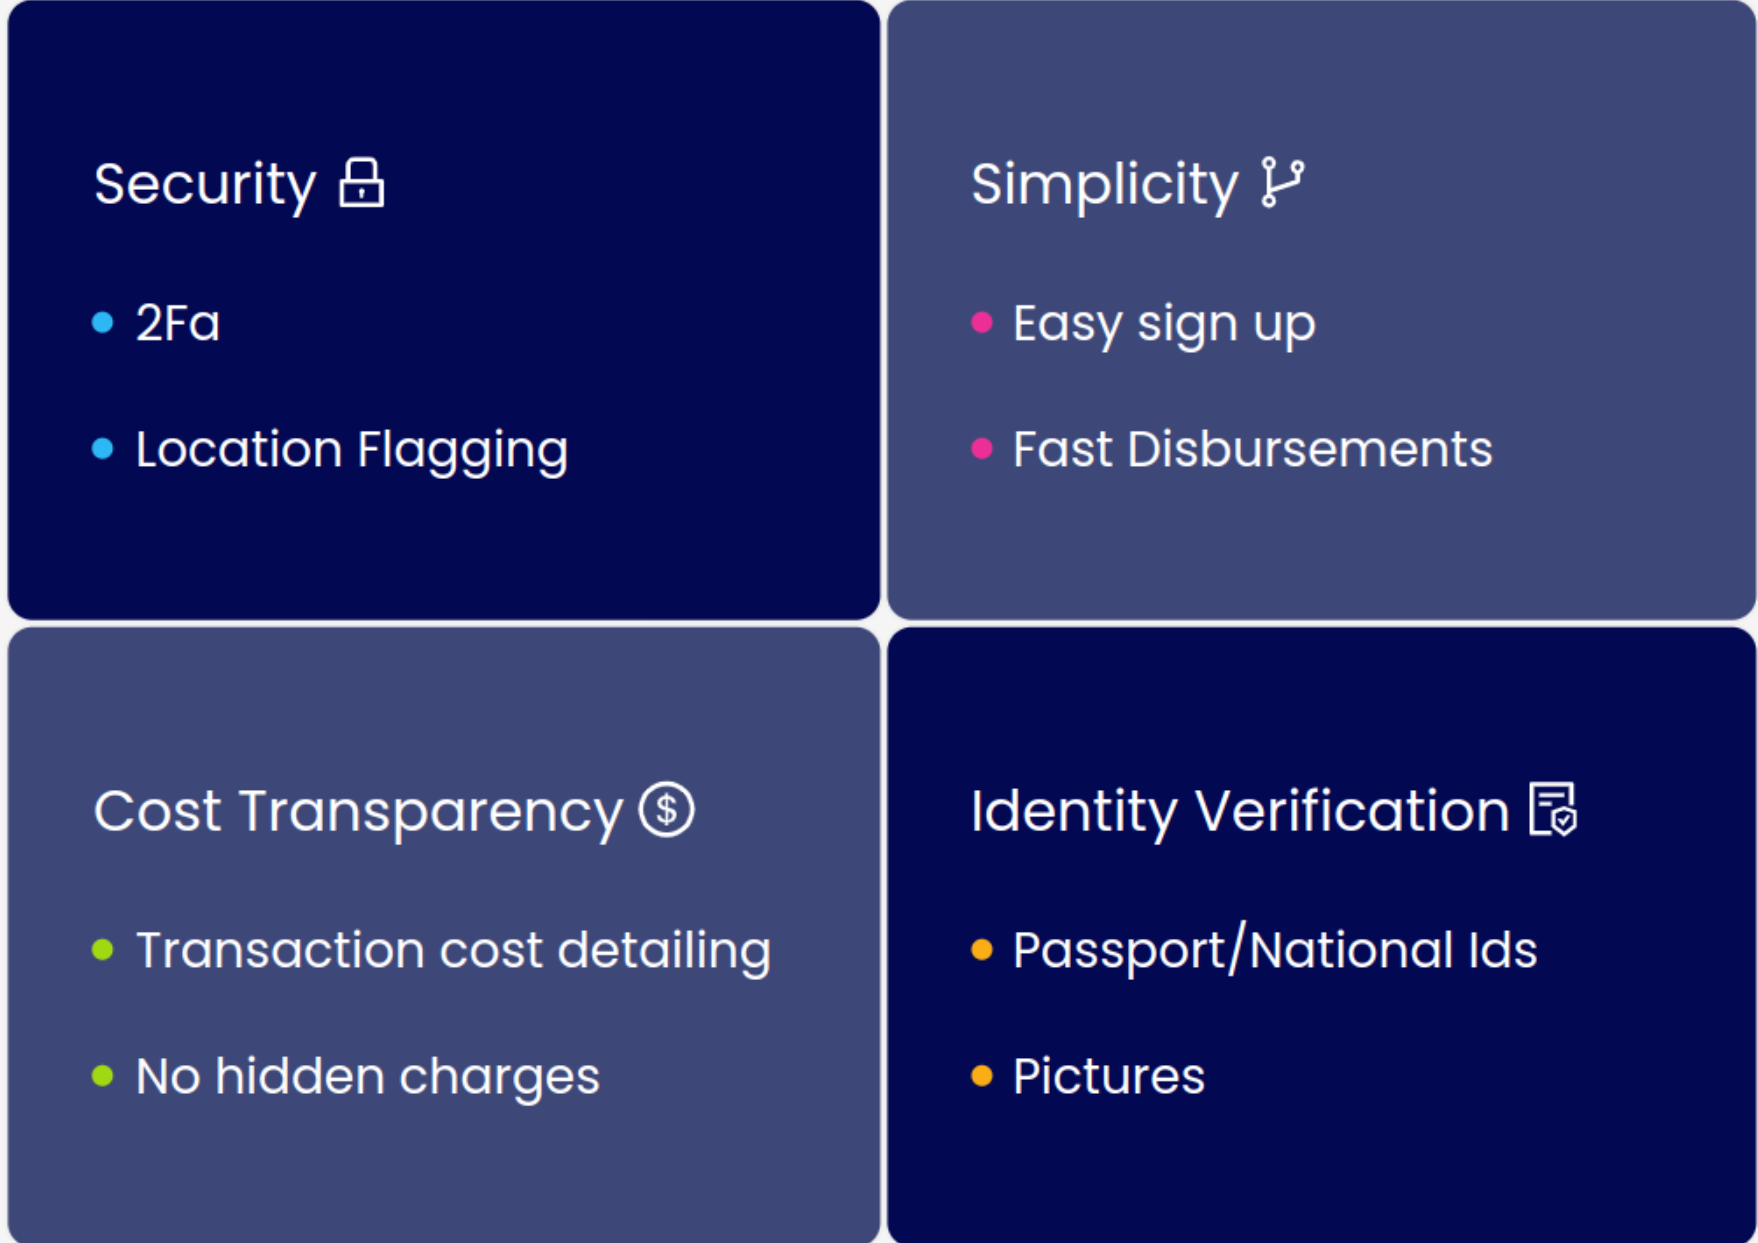 Security
2Fa
Location Flagging
Simplicity
Easy sign up
Fast Disbursements
Cost Transparency
Transaction cost detailing
No hidden charges
Identity Verification
Passport/National Ids
Pictures